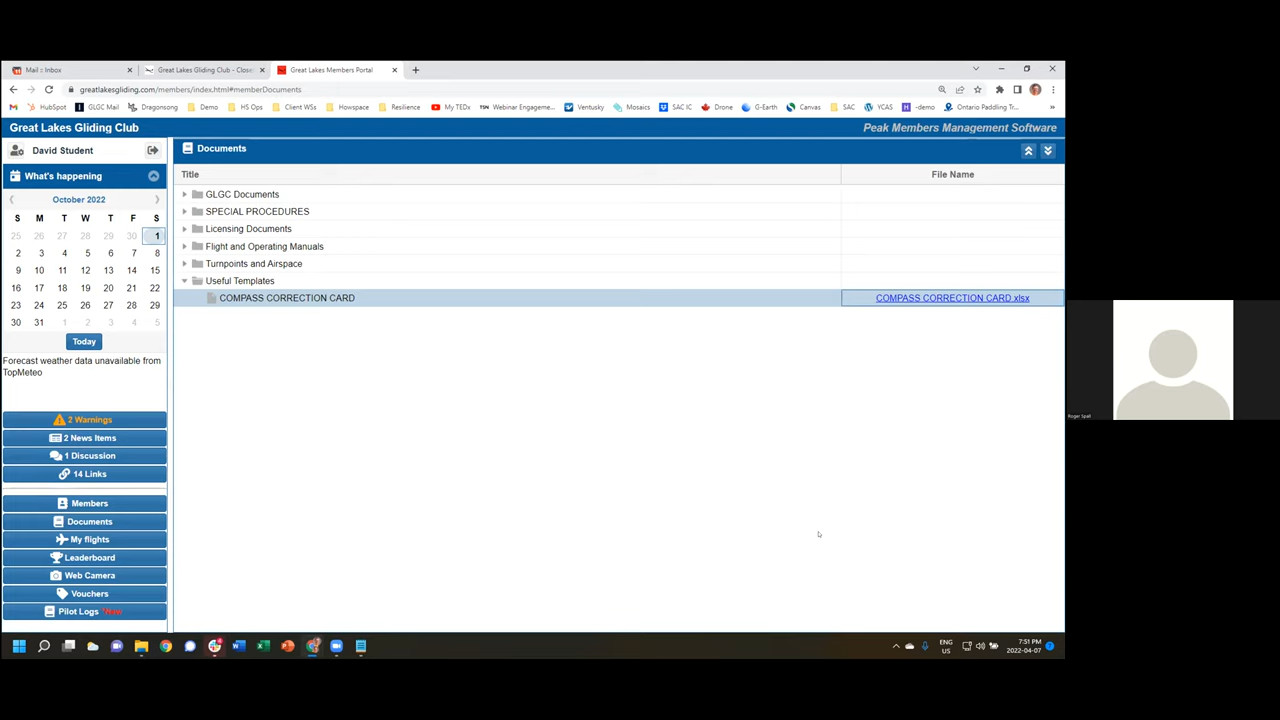 Mail :: Inbox
Great Lakes Gliding Club - Close
Great Lakes Members Portal
greatlakesgliding.com/members/index.html#memberDocuments
HubSpot
GLGC Mail
Dragonsong
Demo
HS Ops
Client WSs
Howspace
Resilience
My TEDx
Webinar Engageme...
Ventusky
Mosaics
SAC IC
Drone
G-Earth
Canvas
SAC
YCAS
-demo
Ontario Paddling Tr...
»
Great Lakes Gliding Club
Peak Members Management Software
David Student
What's happening
October 2022
S M T W T F S
25 26 27 28 29 30 1
2 3 4 5 6 7 8
9 10 11 12 13 14 15
16 17 18 19 20 21 22
23 24 25 26 27 28 29
30 31 1 2 3 4 5
Today
Forecast weather data unavailable from
TopMeteo
2 Warnings
2 News Items
1 Discussion
14 Links
Members
Documents
My flights
Leaderboard
Web Camera
Vouchers
Pilot Logs *New
Documents
Title
File Name
GLGC Documents
SPECIAL PROCEDURES
Licensing Documents
Flight and Operating Manuals
Turnpoints and Airspace
Useful Templates
COMPASS CORRECTION CARD
COMPASS CORRECTION CARD.xlsx
Roger Spall
ENG
US
7:51 PM
2022-04-07